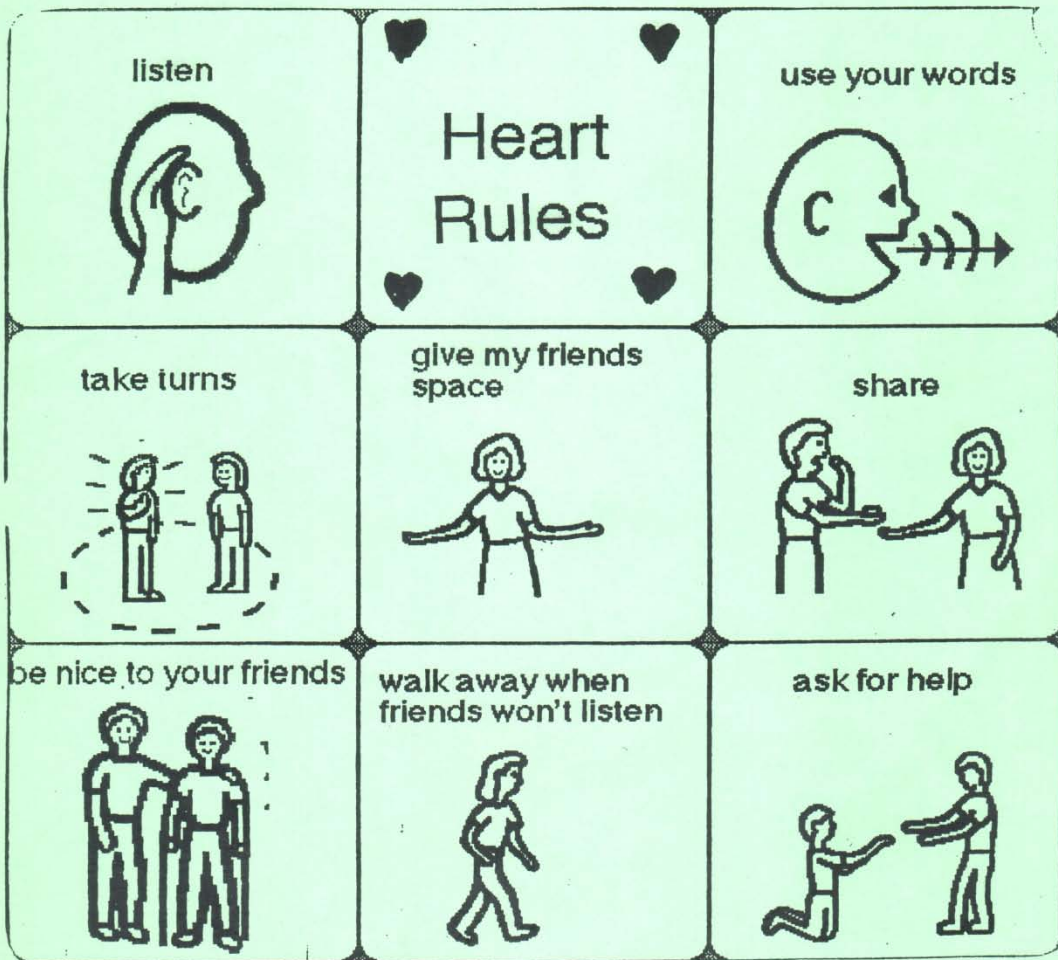 listen
Heart
Rules
use your words
take turns
give my friends
space
share
be nice to your friends
walk away when
friends won't listen
ask for help